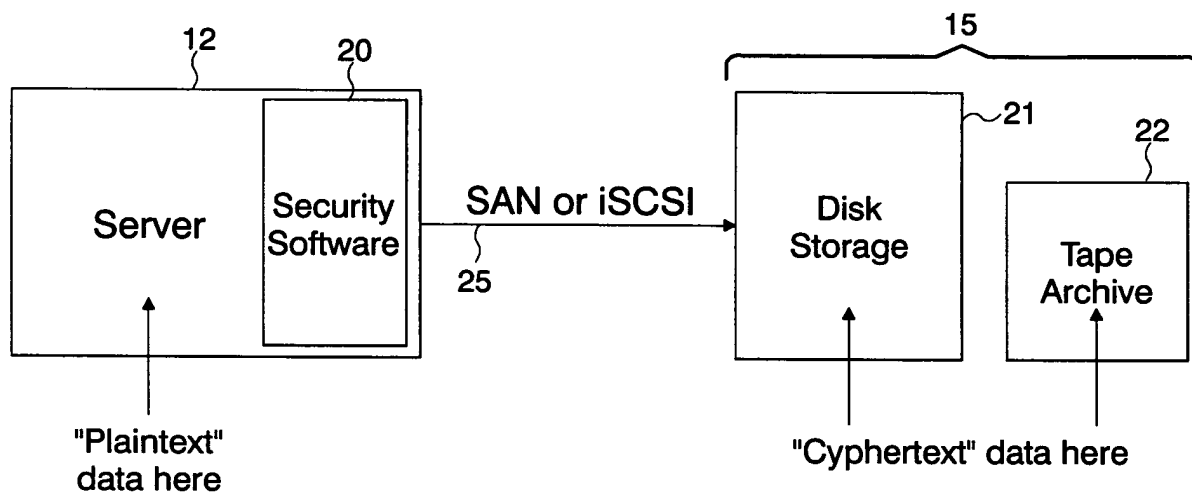 15
12
20
21
22
Server
Security
Software
SAN or iSCSI
25
Disk
Storage
Tape
Archive
"Plaintext"
data here
"Cyphertext" data here